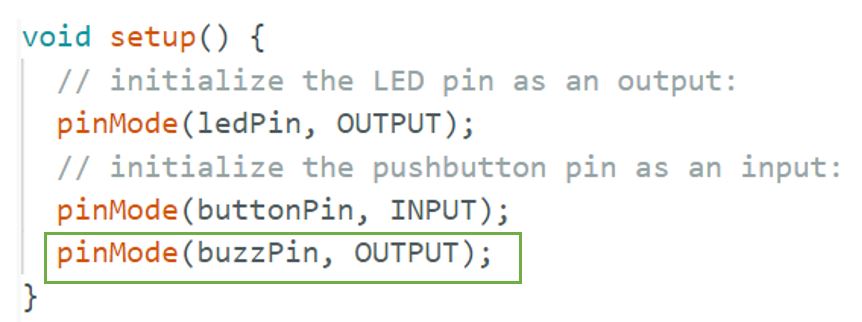 void setup() {
  // initialize the LED pin as an output:
  pinMode(ledPin, OUTPUT);
  // initialize the pushbutton pin as an input:
  pinMode(buttonPin, INPUT);
  pinMode(buzzPin, OUTPUT);
}